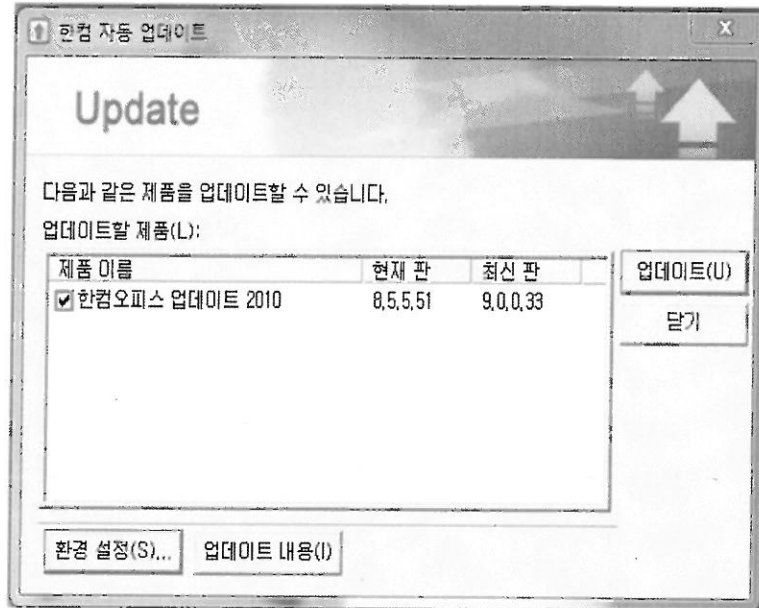 한컴 자동 업데이트
X
Update
다음과 같은 제품을 업데이트할 수 있습니다.
업데이트할 제품(L):
제품 이름 현재 판 최신 판
한컴오피스 업데이트 2010 8,5,5,51 9,0,0,33
업데이트(U)
닫기
환경 설정(S)... 업데이트 내용(I)